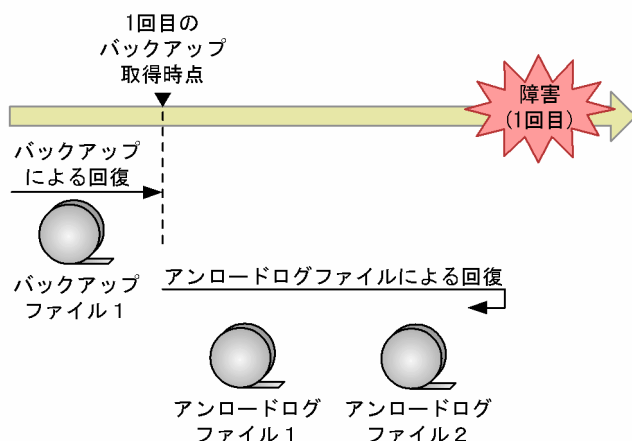 1回目の
バックアップ
取得時点
障害
(1回目)
バックアップ
による回復
バックアップ
ファイル1
アンロードログファイルによる回復
アンロードログ
ファイル1
アンロードログ
ファイル2